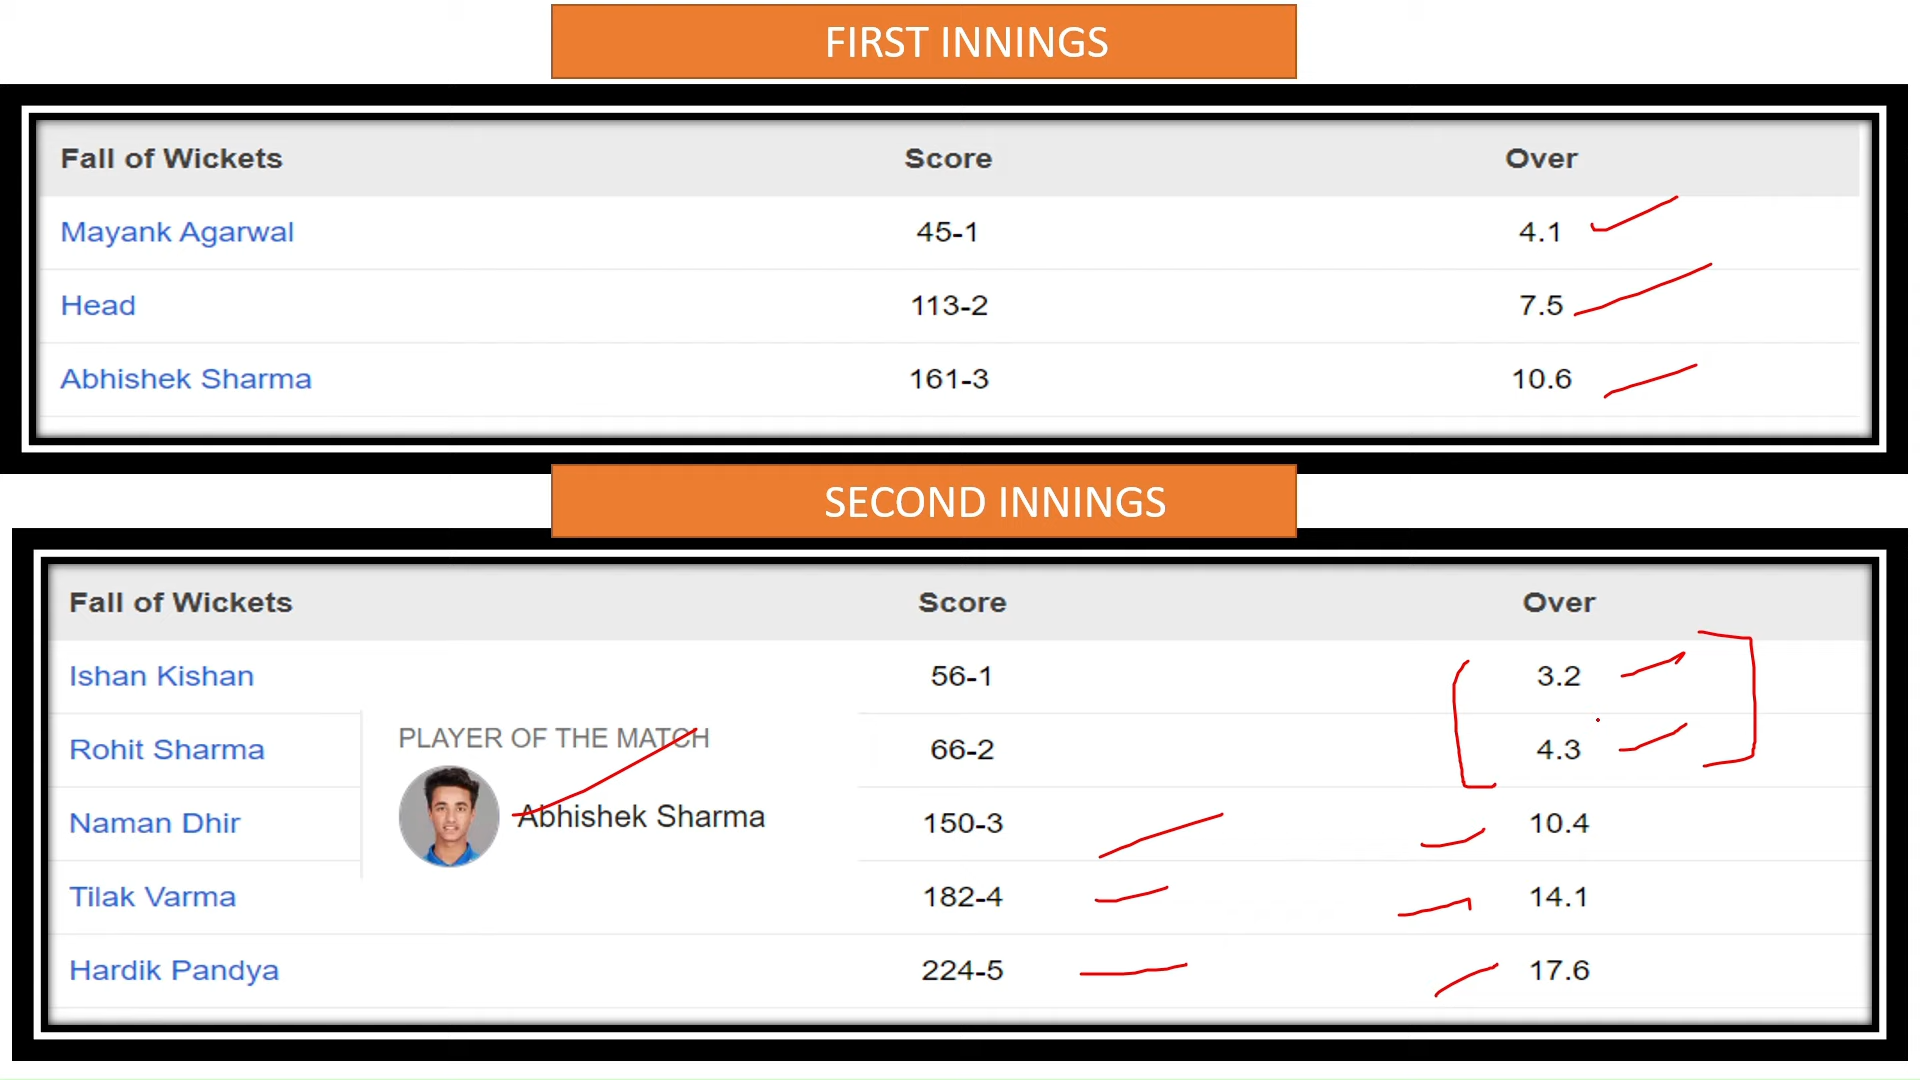 FIRST INNINGS
Fall of Wickets Score Over
Mayank Agarwal 45-1 4.1
Head 113-2 7.5
Abhishek Sharma 161-3 10.6
SECOND INNINGS
Fall of Wickets Score Over
Ishan Kishan 56-1 3.2
PLAYER OF THE MATCH
Rohit Sharma 66-2 4.3
Abhishek Sharma
Naman Dhir 150-3 10.4
Tilak Varma 182-4 14.1
Hardik Pandya 224-5 17.6